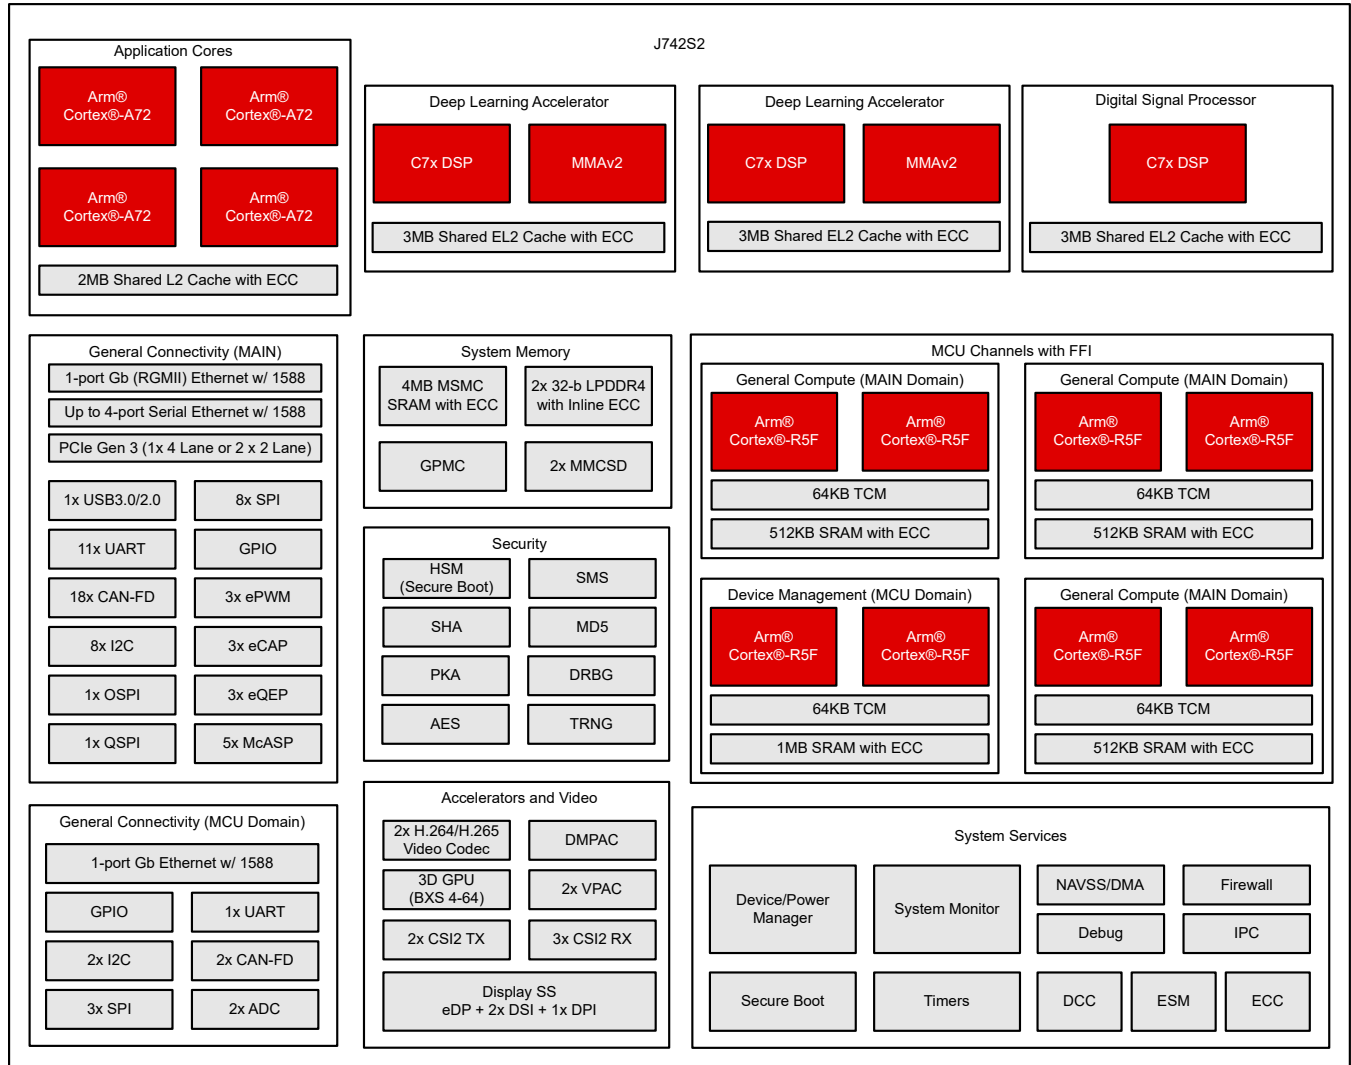 J742S2
Application Cores
Arm®
Cortex®-A72
Arm®
Cortex®-A72
Arm®
Cortex®-A72
Arm®
Cortex®-A72
2MB Shared L2 Cache with ECC
Deep Learning Accelerator
C7x DSP
MMAv2
3MB Shared EL2 Cache with ECC
Deep Learning Accelerator
C7x DSP
MMAv2
3MB Shared EL2 Cache with ECC
Digital Signal Processor
C7x DSP
3MB Shared EL2 Cache with ECC
General Connectivity (MAIN)
1-port Gb (RGMII) Ethernet w/ 1588
Up to 4-port Serial Ethernet w/ 1588
PCIe Gen 3 (1x 4 Lane or 2 x 2 Lane)
1x USB3.0/2.0
8x SPI
11x UART
GPIO
18x CAN-FD
3x ePWM
8x I2C
3x eCAP
1x OSPI
3x eQEP
1x QSPI
5x McASP
System Memory
4MB MSMC
SRAM with ECC
2x 32-b LPDDR4
with Inline ECC
GPMC
2x MMCSD
Security
HSM
(Secure Boot)
SMS
SHA
MD5
PKA
DRBG
AES
TRNG
MCU Channels with FFI
General Compute (MAIN Domain)
Arm®
Cortex®-R5F
Arm®
Cortex®-R5F
64KB TCM
512KB SRAM with ECC
General Compute (MAIN Domain)
Arm®
Cortex®-R5F
Arm®
Cortex®-R5F
64KB TCM
512KB SRAM with ECC
Device Management (MCU Domain)
Arm®
Cortex®-R5F
Arm®
Cortex®-R5F
64KB TCM
1MB SRAM with ECC
General Compute (MAIN Domain)
Arm®
Cortex®-R5F
Arm®
Cortex®-R5F
64KB TCM
512KB SRAM with ECC
General Connectivity (MCU Domain)
1-port Gb Ethernet w/ 1588
GPIO
1x UART
2x I2C
2x CAN-FD
3x SPI
2x ADC
Accelerators and Video
2x H.264/H.265
Video Codec
DMPAC
3D GPU
(BXS 4-64)
2x VPAC
2x CSI2 TX
3x CSI2 RX
Display SS
eDP + 2x DSI + 1x DPI
System Services
Device/Power
Manager
System Monitor
NAVSS/DMA
Firewall
Debug
IPC
Secure Boot
Timers
DCC
ESM
ECC